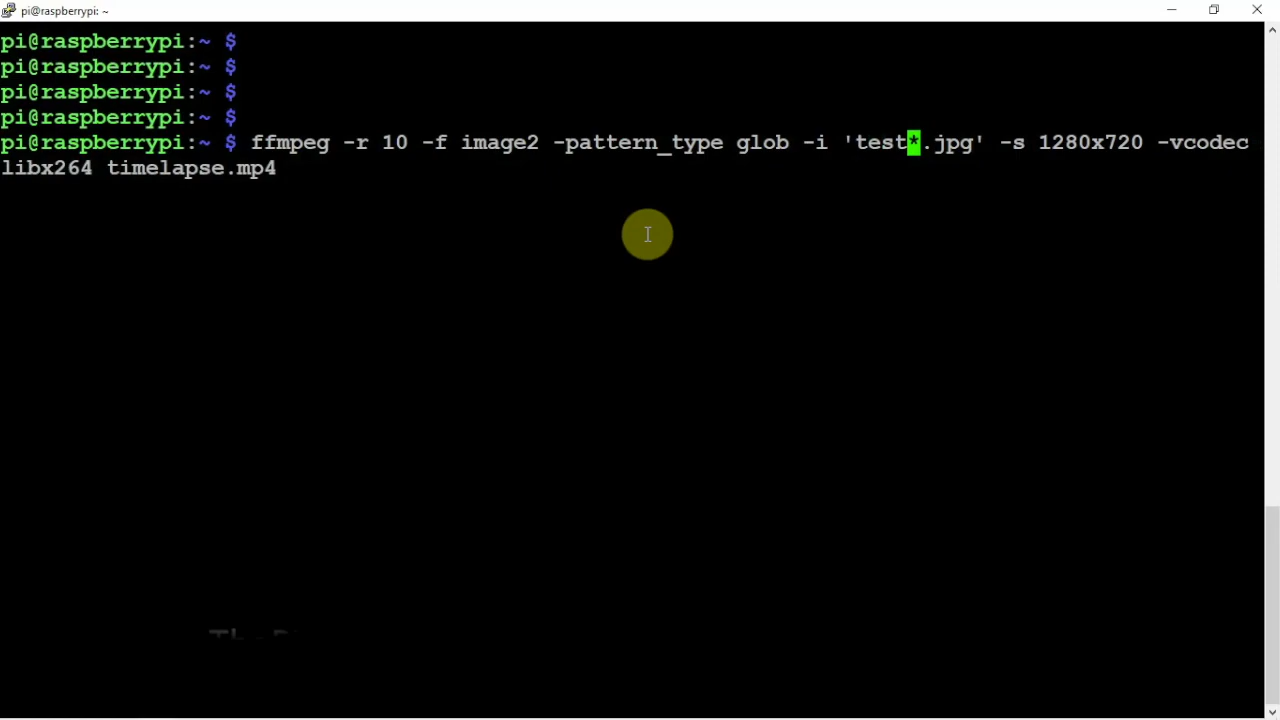 pi@raspberrypi: ~
pi@raspberrypi:~ $
pi@raspberrypi:~ $
pi@raspberrypi:~ $
pi@raspberrypi:~ $
pi@raspberrypi:~ $ ffmpeg -r 10 -f image2 -pattern_type glob -i 'test*.jpg' -s 1280x720 -vcodec
libx264 timelapse.mp4